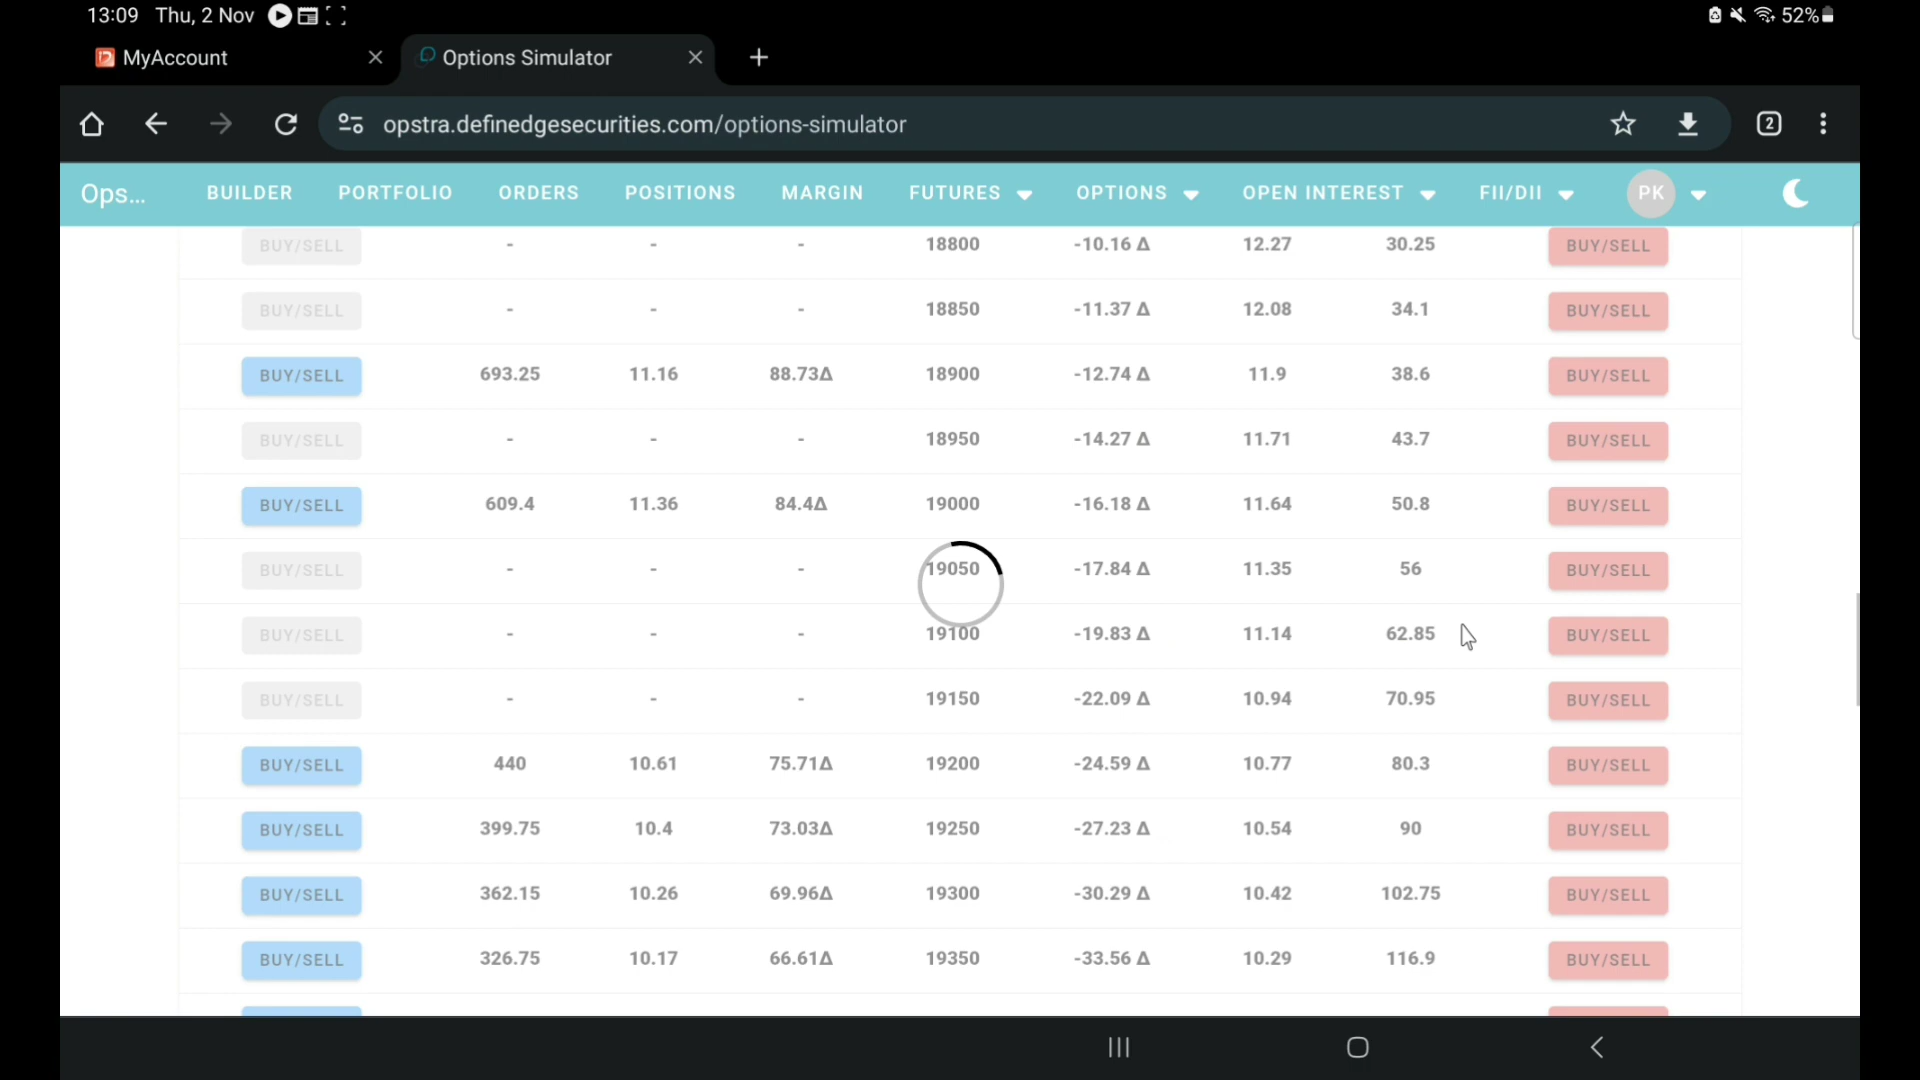 13:09 Thu, 2 Nov 52%
MyAccount Options Simulator
opstra.definedgesecurities.com/options-simulator 2
Ops... BUILDER PORTFOLIO ORDERS POSITIONS MARGIN FUTURES OPTIONS OPEN INTEREST FII/DII PK
BUY/SELL - - - 18800 -10.16 Δ 12.27 30.25 BUY/SELL
BUY/SELL - - - 18850 -11.37 Δ 12.08 34.1 BUY/SELL
BUY/SELL 693.25 11.16 88.73Δ 18900 -12.74 Δ 11.9 38.6 BUY/SELL
BUY/SELL - - - 18950 -14.27 Δ 11.71 43.7 BUY/SELL
BUY/SELL 609.4 11.36 84.4Δ 19000 -16.18 Δ 11.64 50.8 BUY/SELL
BUY/SELL - - - 19050 -17.84 Δ 11.35 56 BUY/SELL
BUY/SELL - - - 19100 -19.83 Δ 11.14 62.85 BUY/SELL
BUY/SELL - - - 19150 -22.09 Δ 10.94 70.95 BUY/SELL
BUY/SELL 440 10.61 75.71Δ 19200 -24.59 Δ 10.77 80.3 BUY/SELL
BUY/SELL 399.75 10.4 73.03Δ 19250 -27.23 Δ 10.54 90 BUY/SELL
BUY/SELL 362.15 10.26 69.96Δ 19300 -30.29 Δ 10.42 102.75 BUY/SELL
BUY/SELL 326.75 10.17 66.61Δ 19350 -33.56 Δ 10.29 116.9 BUY/SELL